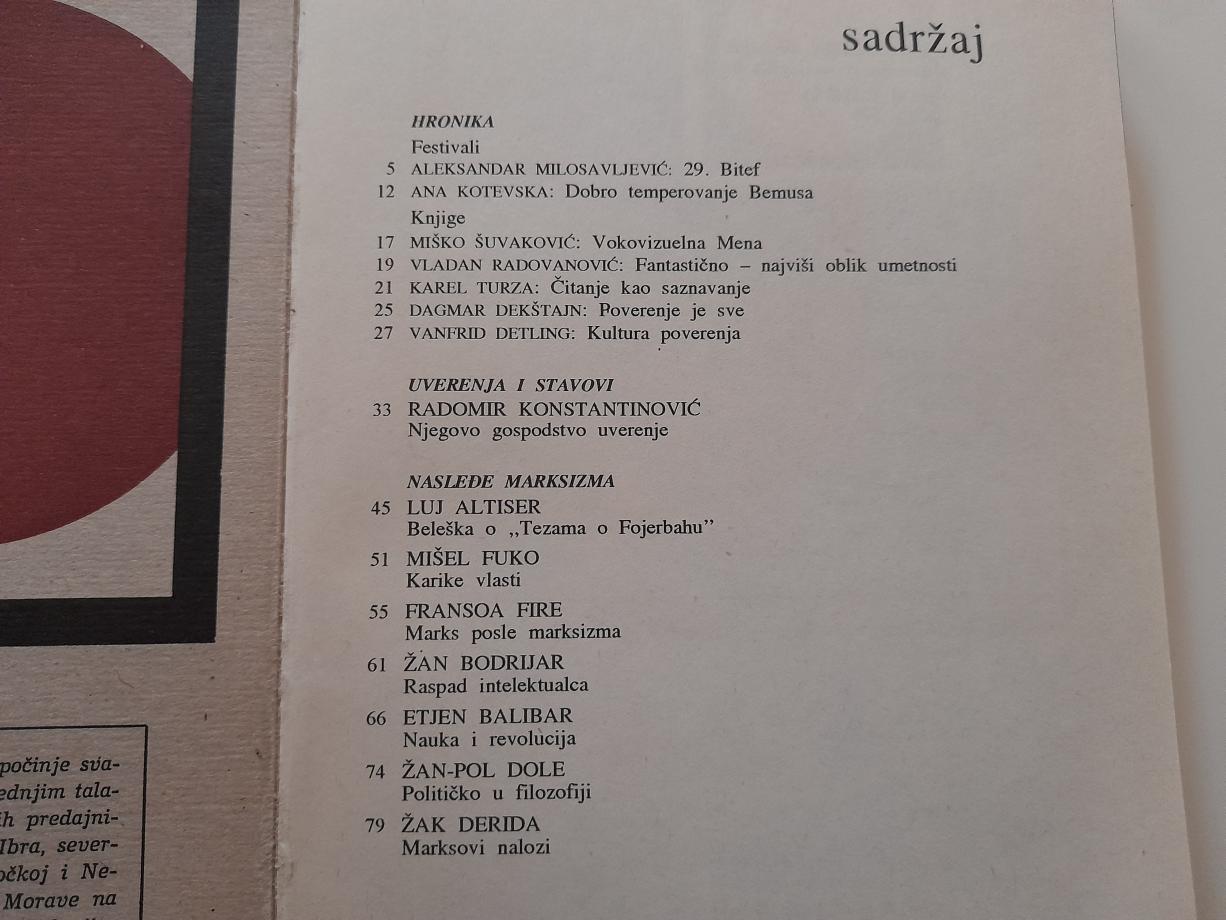 sadržaj
HRONIKA
Festivali
5 ALEKSANDAR MILOSAVLJEVIĆ: 29. Bitef
12 ANA KOTEVSKA: Dobro temperovanje Bemusa
Knjige
17 MIŠKO ŠUVAKOVIĆ: Vokovizuelna Mena
19 VLADAN RADOVANOVIĆ: Fantastično – najviši oblik umetnosti
21 KAREL TURZA: Čitanje kao saznavanje
25 DAGMAR DEKŠTAJN: Poverenje je sve
27 VANFRID DETLING: Kultura poverenja
UVERENJA I STAVOVI
33 RADOMIR KONSTANTINOVIĆ
Njegovo gospodstvo uverenje
NASLEĐE MARKSIZMA
45 LUJ ALTISER
Beleška o ,,Tezama o Fojerbahu”
51 MIŠEL FUKO
Karike vlasti
55 FRANSOA FIRE
Marks posle marksizma
61 ŽAN BODRIJAR
Raspad intelektualca
66 ETJEN BALIBAR
Nauka i revolucija
74 ŽAN-POL DOLE
Političko u filozofiji
79 ŽAK DERIDA
Marksovi nalozi
počinje sva-
ednjim tala-
ih predajni-
Ibra, sever-
očkoj i Ne-
Morave na